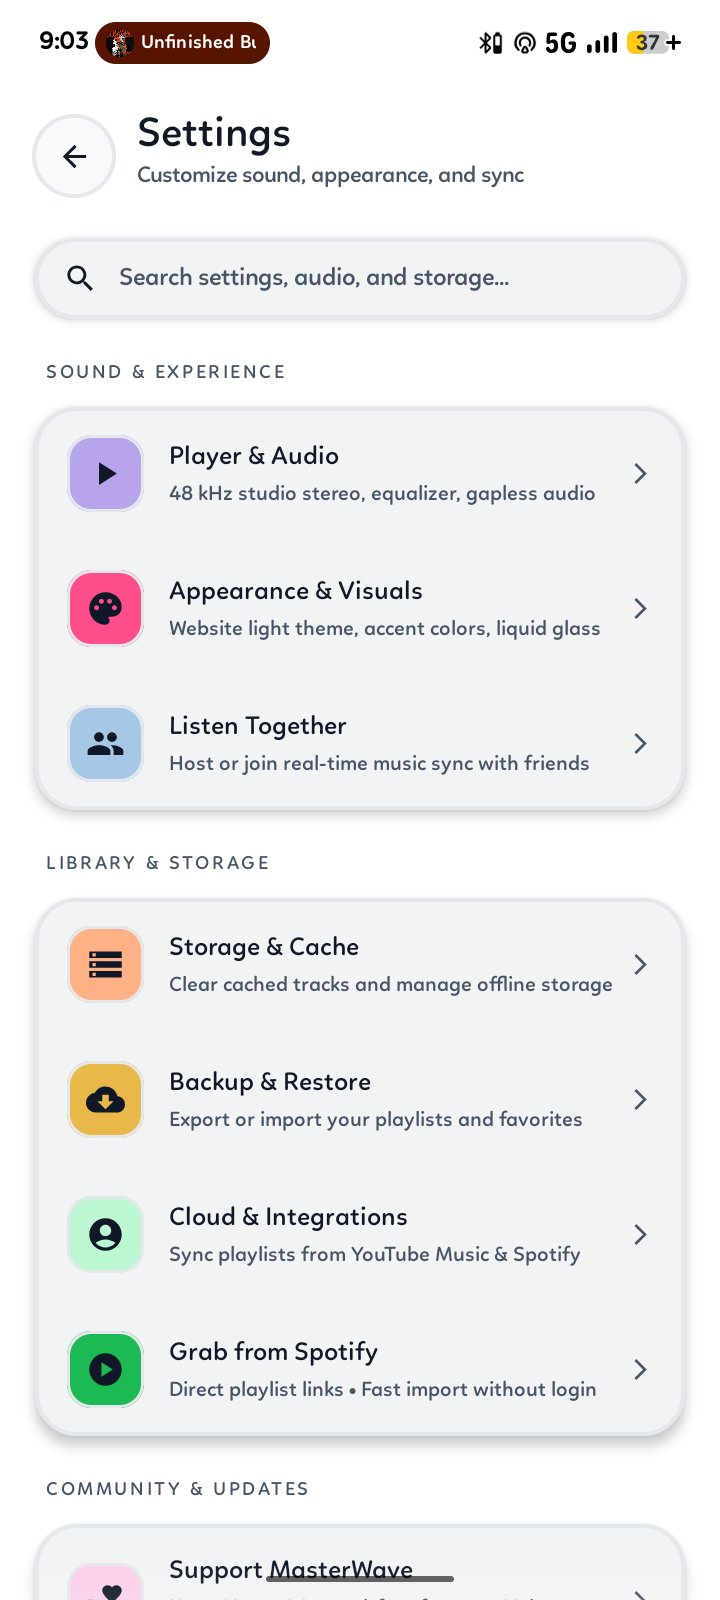 9:03
Unfinished
5G
37+
Settings
Customize sound, appearance, and sync
Search settings, audio, and storage...
SOUND & EXPERIENCE
Player & Audio
48 kHz studio stereo, equalizer, gapless audio
Appearance & Visuals
Website light theme, accent colors, liquid glass
Listen Together
Host or join real-time music sync with friends
LIBRARY & STORAGE
Storage & Cache
Clear cached tracks and manage offline storage
Backup & Restore
Export or import your playlists and favorites
Cloud & Integrations
Sync playlists from YouTube Music & Spotify
Grab from Spotify
Direct playlist links • Fast import without login
COMMUNITY & UPDATES
Support MasterWave